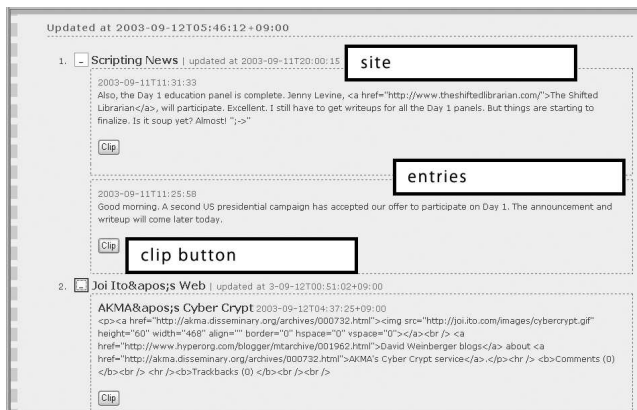 Updated at 2003-09-12T05:46:12+09:00
1. - Scripting News | updated at 2003-09-11T20:00:15
site
2003-09-11T11:31:33
Also, the Day 1 education panel is complete. Jenny Levine, <a href="http://www.theshiftedlibrarian.com/">The Shifted
Librarian</a>, will participate. Excellent. I still have to get writeups for all the Day 1 panels. But things are starting to
finalize. Is it soup yet? Almost! ";->"
Clip
entries
2003-09-11T11:25:58
Good morning. A second US presidential campaign has accepted our offer to participate on Day 1. The announcement and
writeup will come later today.
Clip
clip button
2. - Joi Ito&apos;s Web | updated at 3-09-12T00:51:02+09:00
AKMA&apos;s Cyber Crypt 2003-09-12T04:37:25+09:00
<p><a href="http://akma.disseminary.org/archives/000732.html"><img src="http://joi.ito.com/images/cybercrypt.gif"
height="60" width="468" align="" border="0" hspace="0" vspace="0"></a><br /> <a
href="http://www.hyperorg.com/blogger/mtarchive/001962.html">David Weinberger blogs</a> about <a
href="http://akma.disseminary.org/archives/000732.html">AKMA's Cyber Crypt service</a>.</p><hr /> <b>Comments (0)
</b><br /> <hr /><b>Trackbacks (0) </b><br /><br />
Clip